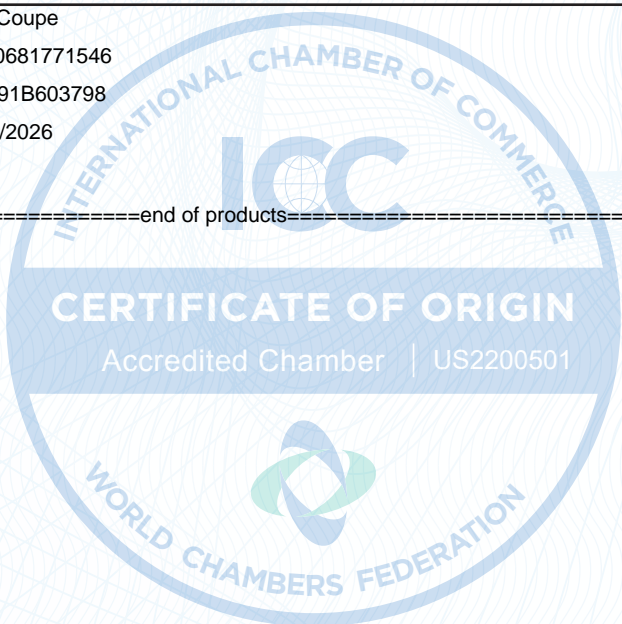 Coupe
0681771546
91B603798
/2026
===========end of products===========================
INTERNATIONAL CHAMBER OF COMMERCE
ICC
CERTIFICATE OF ORIGIN
Accredited Chamber | US2200501
WORLD CHAMBERS FEDERATION